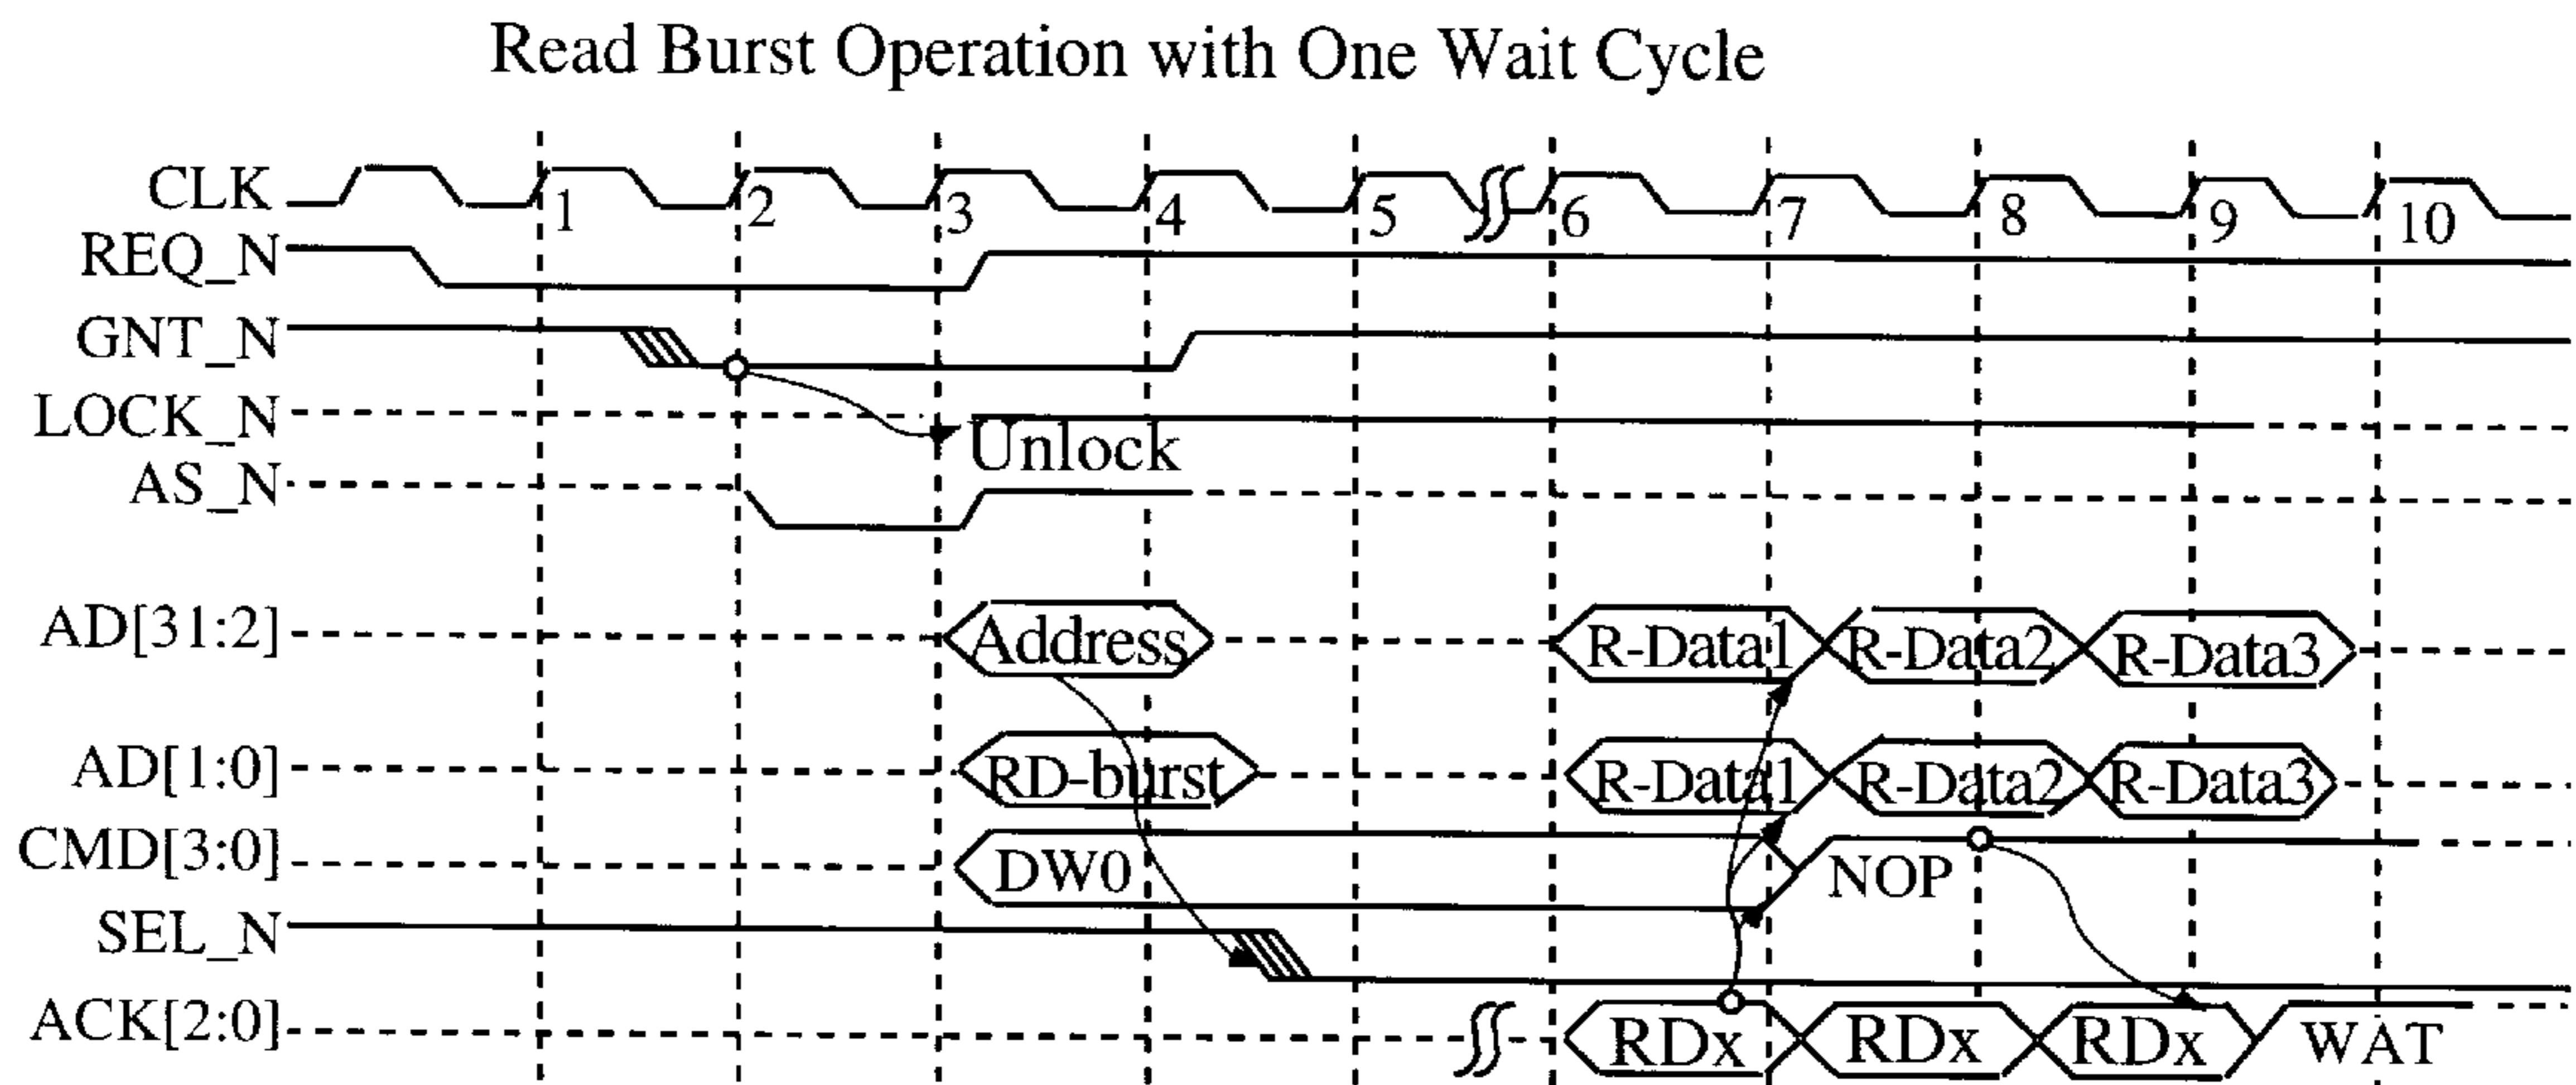 Read Burst Operation with One Wait Cycle
CLK 1 2 3 4 5 6 7 8 9 10
REQ_N
GNT_N
LOCK_N Unlock
AS_N
AD[31:2] Address R-Data1 R-Data2 R-Data3
AD[1:0] RD-burst R-Data1 R-Data2 R-Data3
CMD[3:0] DW0 NOP
SEL_N
ACK[2:0] RDx RDx RDx WAT